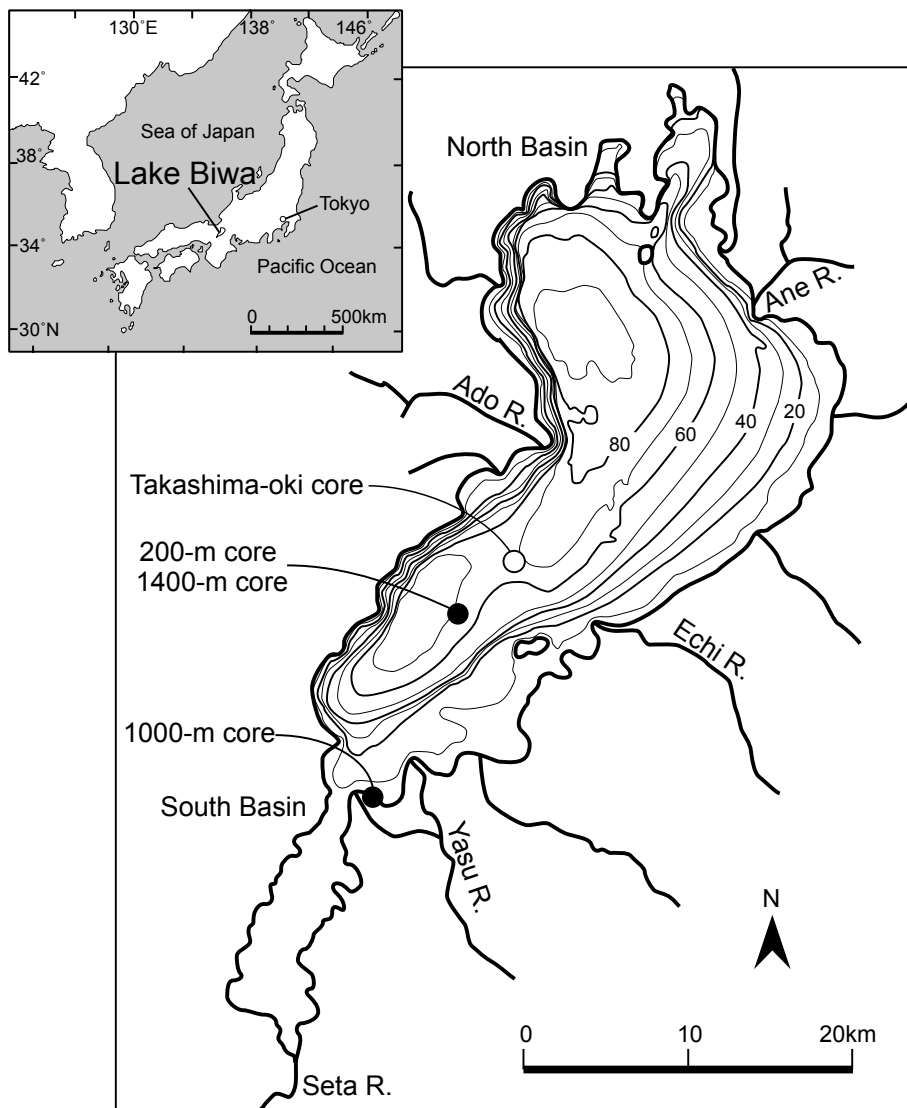 130˚E
138˚
146˚
42˚
Sea of Japan
38˚
Lake Biwa
Tokyo
34˚
Pacific Ocean
30˚N
0
500km
North Basin
Ane R.
Ado R.
20
40
60
80
Takashima-oki core
200-m core
1400-m core
Echi R.
1000-m core
South Basin
Yasu R.
N
0
10
20km
Seta R.